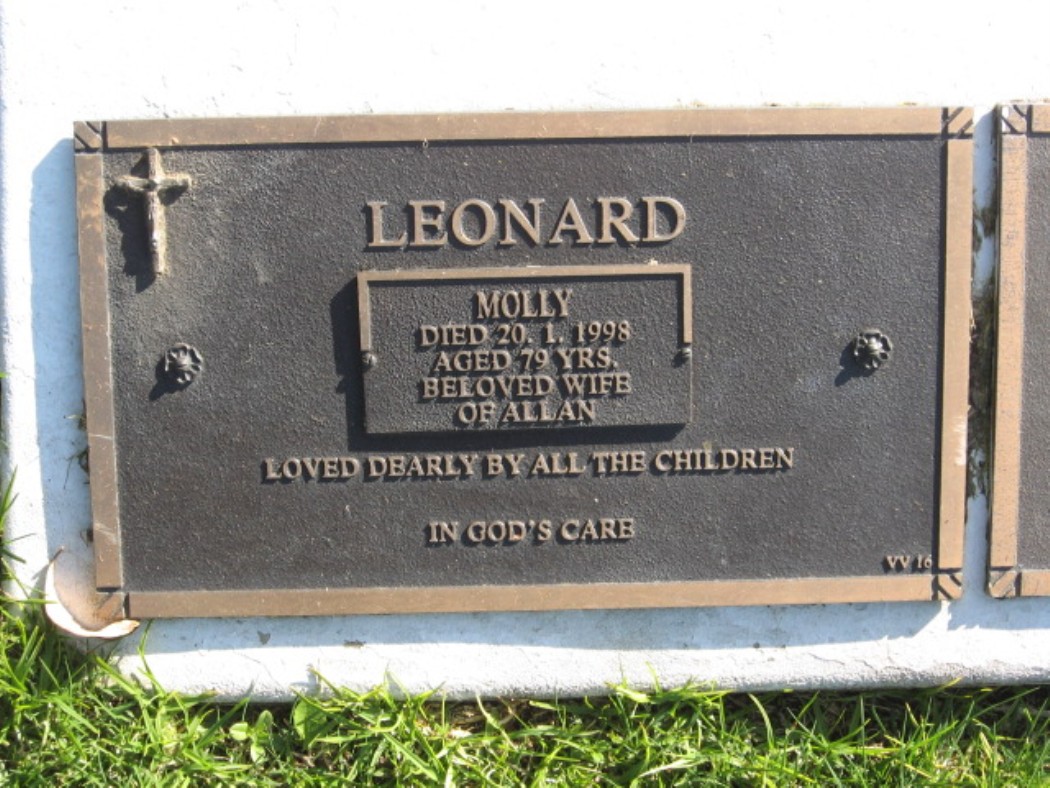 LEONARD
MOLLY
DIED 20. 1. 1998
AGED 79 YRS.
BELOVED WIFE
OF ALLAN
LOVED DEARLY BY ALL THE CHILDREN
IN GOD'S CARE
VV 16